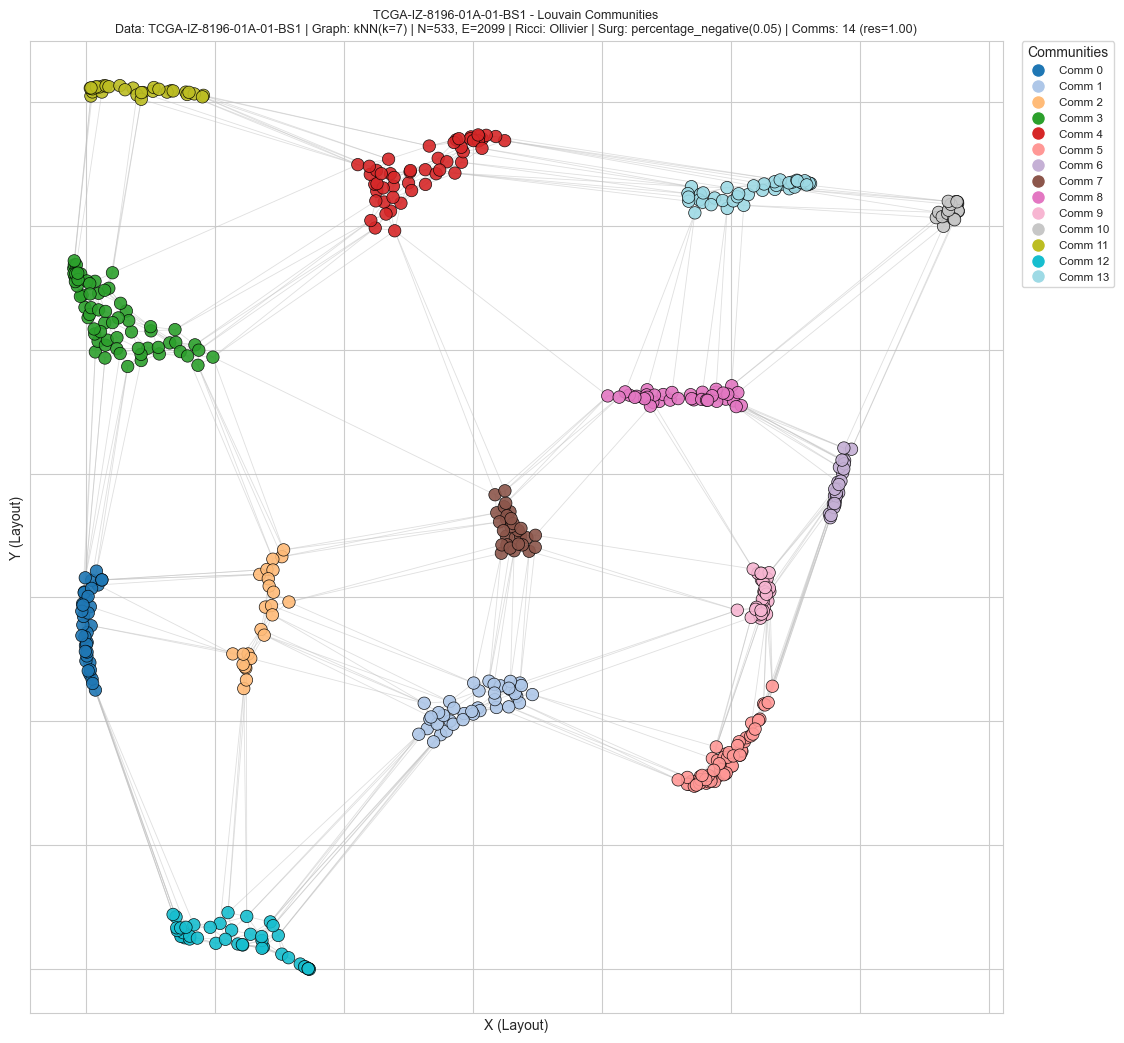 TCGA-IZ-8196-01A-01-BS1 - Louvain Communities
Data: TCGA-IZ-8196-01A-01-BS1 | Graph: kNN(k=7) | N=533, E=2099 | Ricci: Ollivier | Surg: percentage_negative(0.05) | Comms: 14 (res=1.00)
Communities
Comm 0
Comm 1
Comm 2
Comm 3
Comm 4
Comm 5
Comm 6
Comm 7
Comm 8
Comm 9
Comm 10
Comm 11
Comm 12
Comm 13
Y (Layout)
X (Layout)